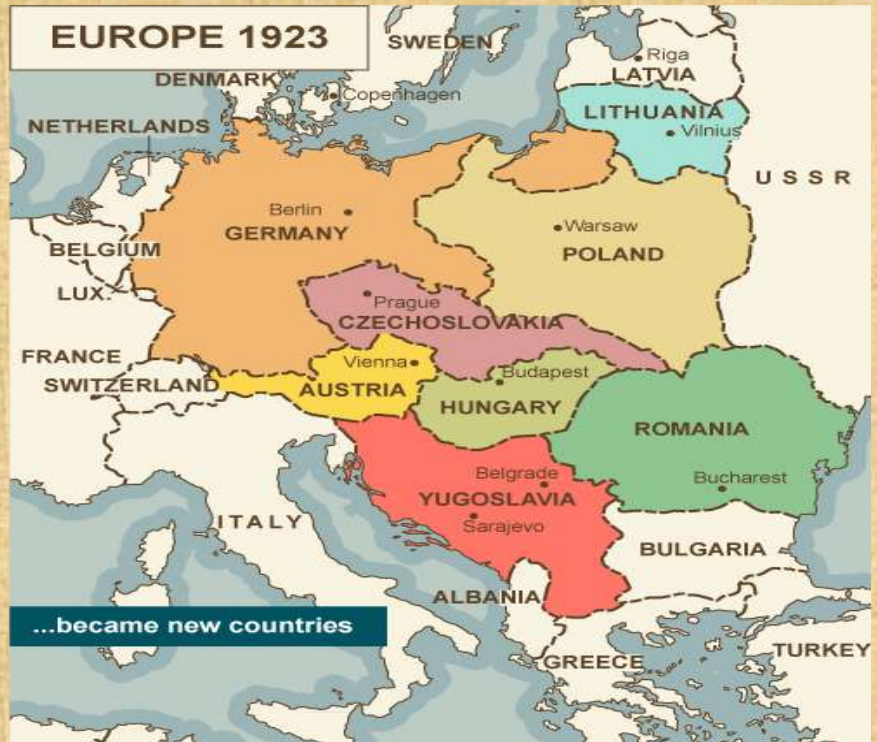 EUROPE 1923
SWEDEN
Riga
LATVIA
DENMARK
Copenhagen
NETHERLANDS
LITHUANIA
Vilnius
USSR
Berlin
GERMANY
Warsaw
POLAND
BELGIUM
LUX.
Prague
CZECHOSLOVAKIA
FRANCE
SWITZERLAND
Vienna
AUSTRIA
Budapest
HUNGARY
ROMANIA
Bucharest
Belgrade
YUGOSLAVIA
Sarajevo
ITALY
BULGARIA
ALBANIA
...became new countries
GREECE
TURKEY